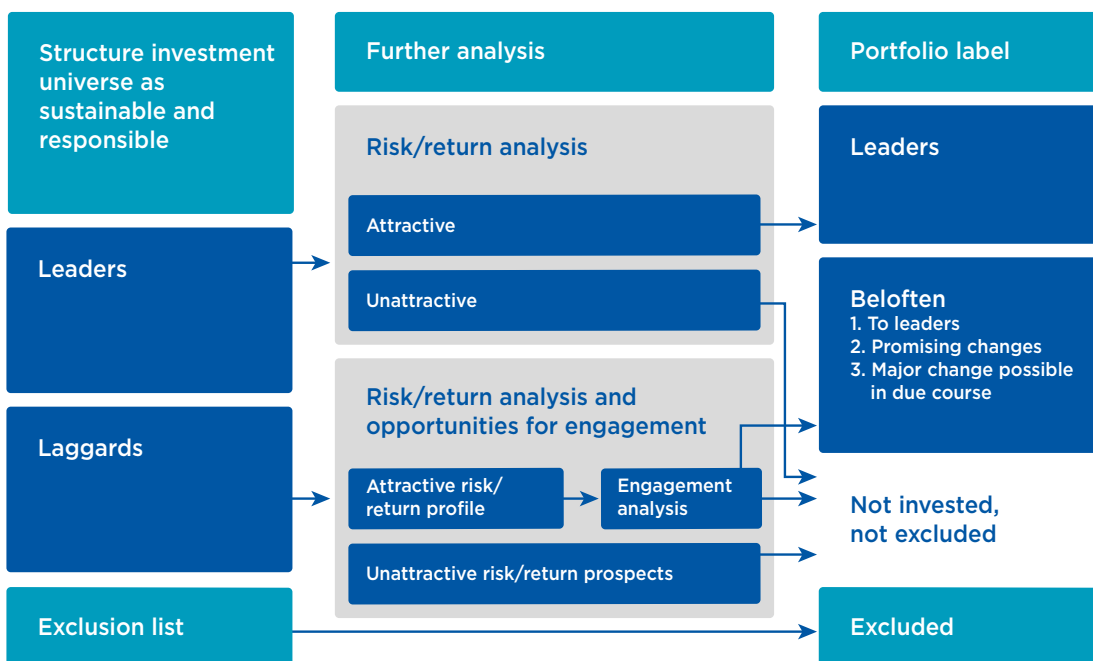 Structure investment
universe as
sustainable and
responsible
Further analysis
Portfolio label
Leaders
Laggards
Exclusion list
Risk/return analysis
Attractive
Unattractive
Risk/return analysis and
opportunities for engagement
Attractive risk/
return profile
Engagement
analysis
Unattractive risk/return prospects
Leaders
Beloften
1. To leaders
2. Promising changes
3. Major change possible
in due course
Not invested,
not excluded
Excluded